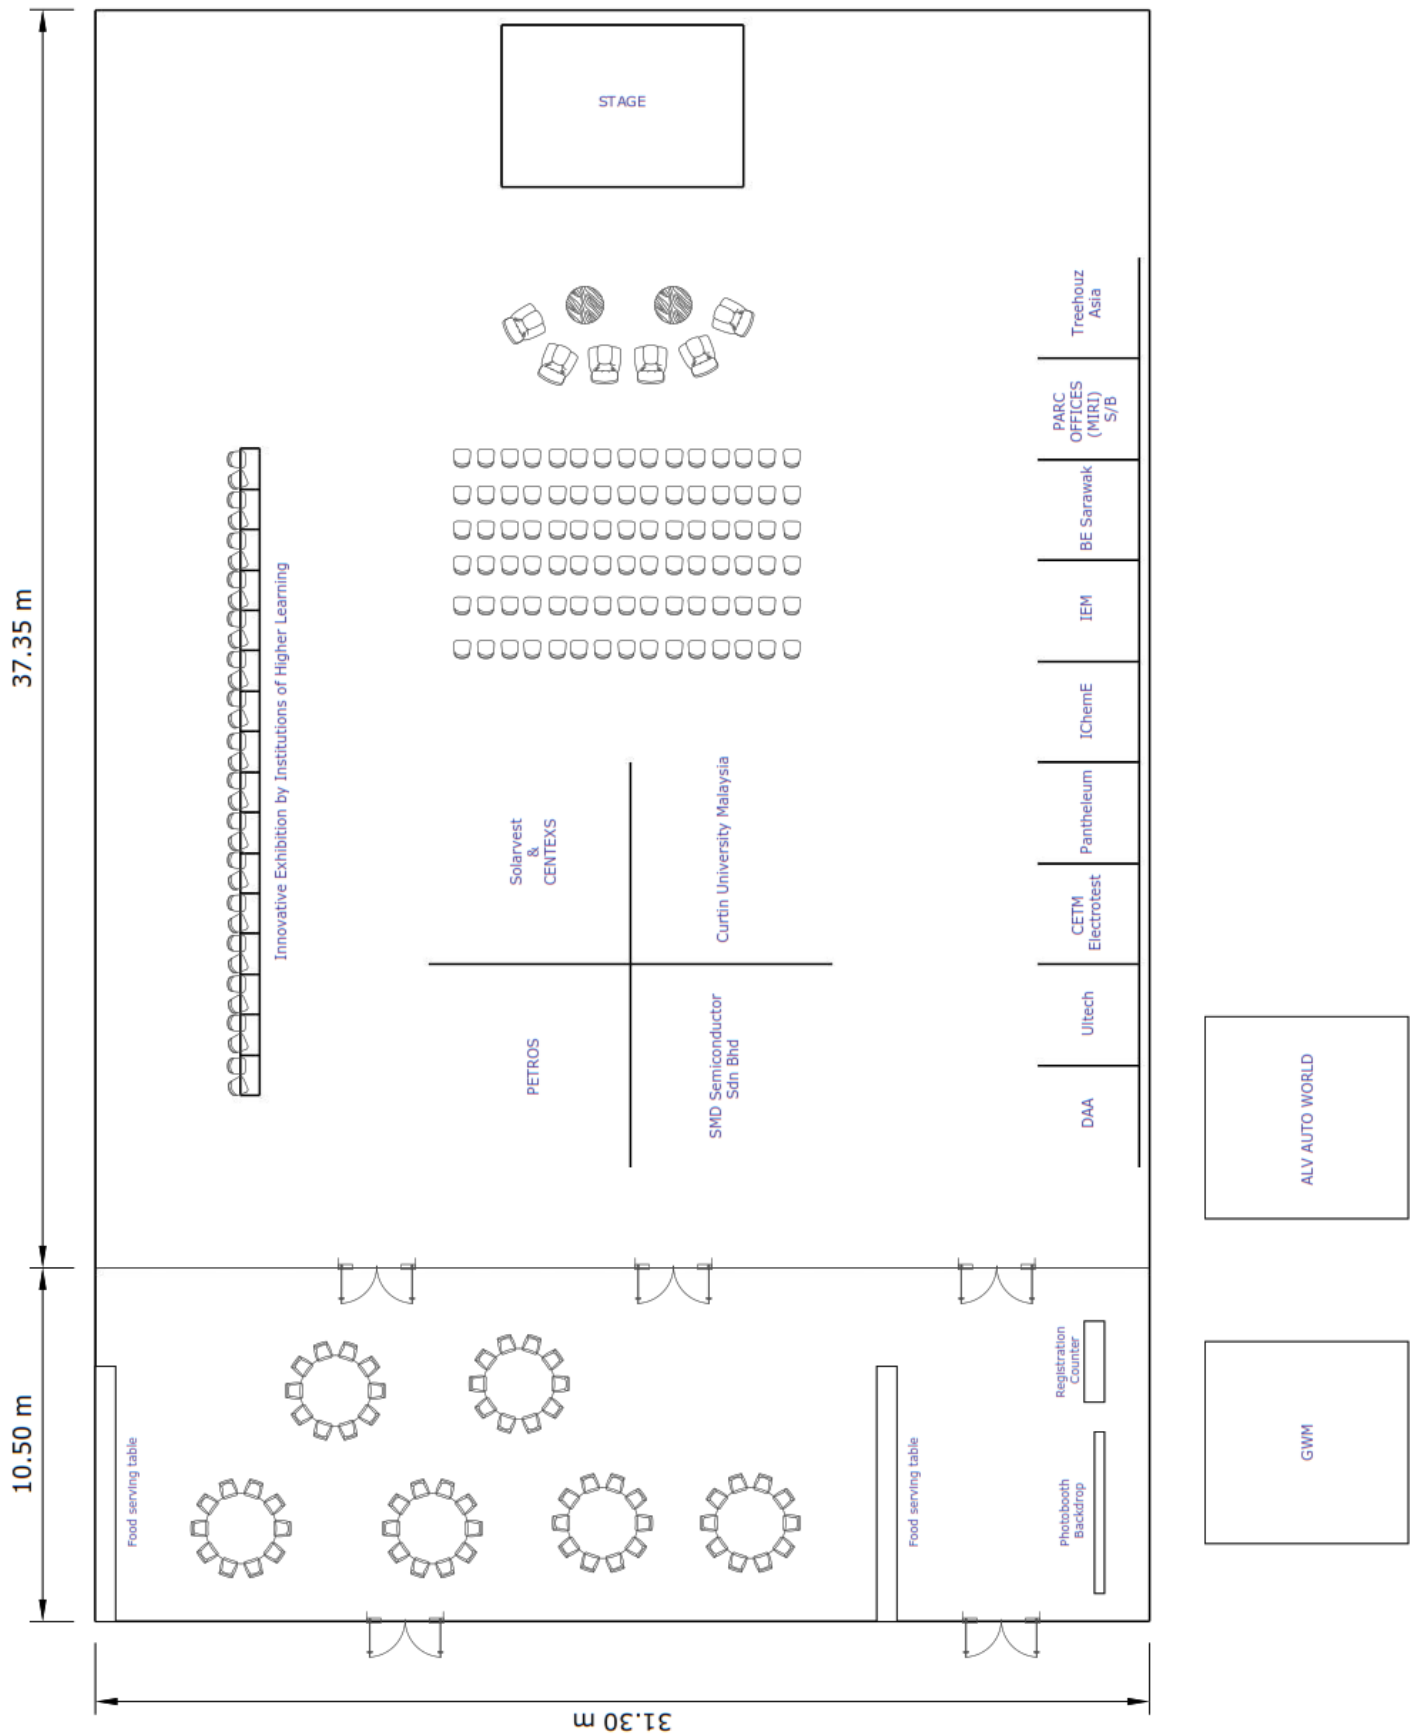 STAGE
Treehouz
Asia
PARC
OFFICES
(MIRI)
S/B
BE Sarawak
IEM
IChemE
Pantheleum
CETM
Electrotest
Ultech
DAA
37.35 m
Innovative Exhibition by Institutions of Higher Learning
Solarvest
&
CENTEXS
Curtin University Malaysia
PETROS
SMD Semiconductor
Sdn Bhd
ALV AUTO WORLD
10.50 m
Food serving table
Food serving table
Registration
Counter
Photobooth
Backdrop
GWM
31.30 m